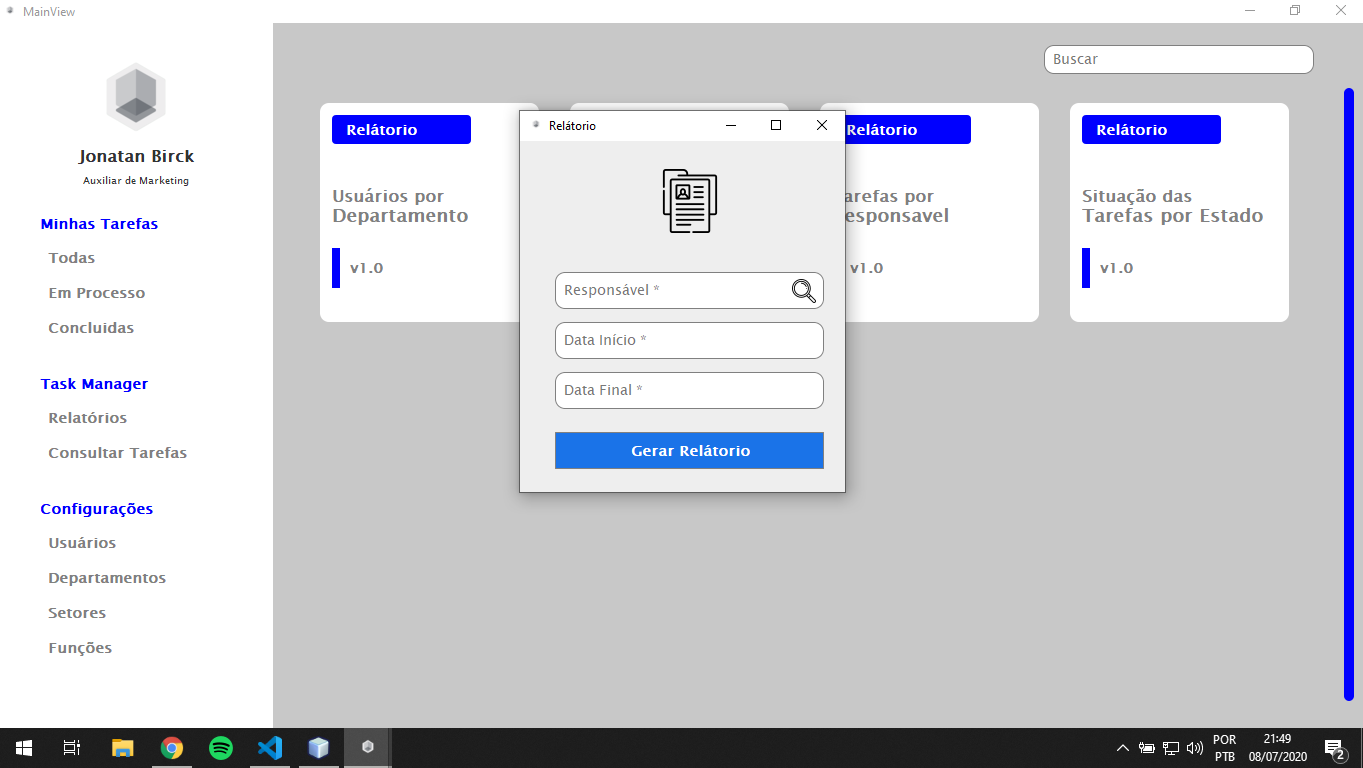 MainView
Jonatan Birck
Auxiliar de Marketing
Minhas Tarefas
Todas
Em Processo
Concluidas
Task Manager
Relatórios
Consultar Tarefas
Configurações
Usuários
Departamentos
Setores
Funções
Buscar
Relátorio
Usuários por
Departamento
v1.0
Relátorio
Responsável *
Data Início *
Data Final *
Gerar Relátorio
Relátorio
arefas por
esponsavel
v1.0
Relátorio
Situação das
Tarefas por Estado
v1.0
POR
PTB
21:49
08/07/2020
2